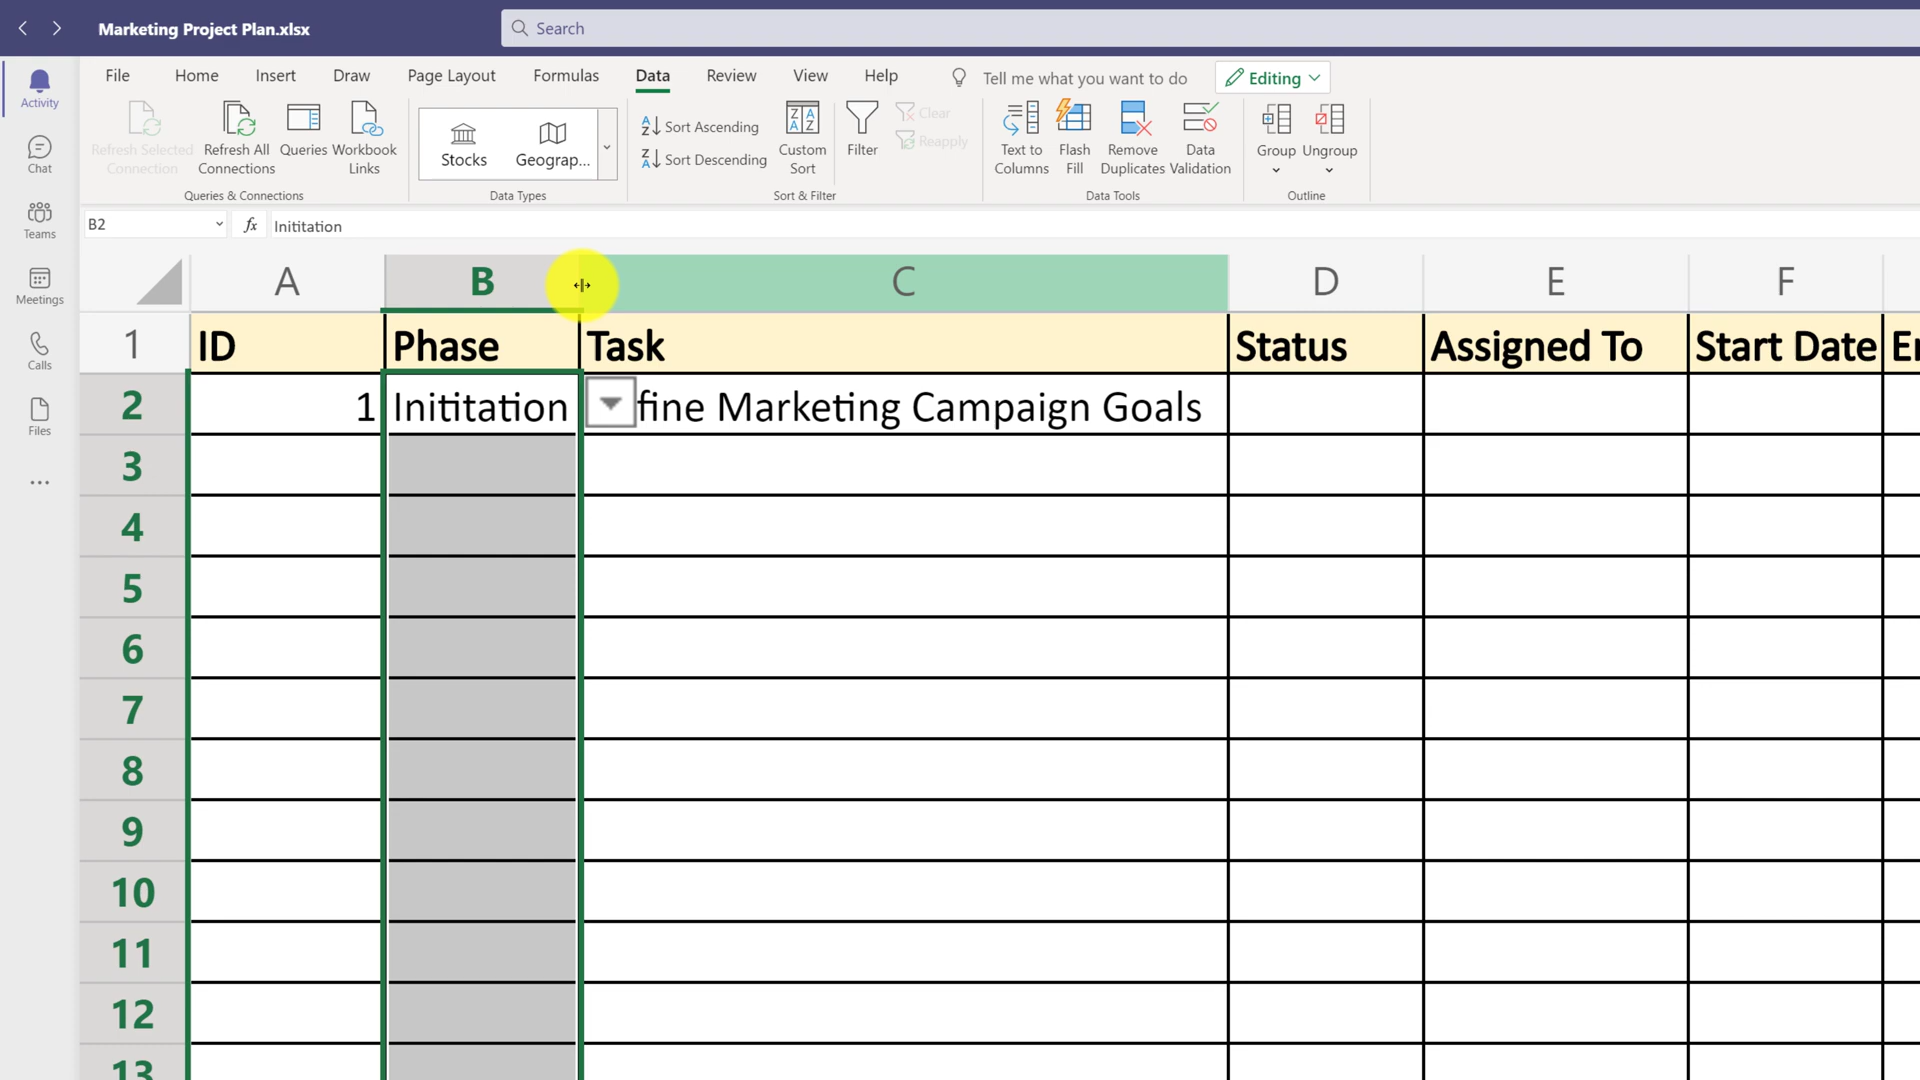 Marketing Project Plan.xlsx
Search
File Home Insert Draw Page Layout Formulas Data Review View Help Tell me what you want to do Editing
Activity
Chat
Teams
Meetings
Calls
Files
Refresh Selected
Connection
Refresh All
Connections
Queries
Workbook
Links
Queries & Connections
Stocks
Geograp...
Data Types
Sort Ascending
Sort Descending
Custom
Sort
Filter
Clear
Reapply
Sort & Filter
Text to
Columns
Flash
Fill
Remove
Duplicates
Data
Validation
Data Tools
Group
Ungroup
Outline
B2 fx Inititation
A B C D E F
1 ID Phase Task Status Assigned To Start Date
2 1 Inititation fine Marketing Campaign Goals
3
4
5
6
7
8
9
10
11
12
13